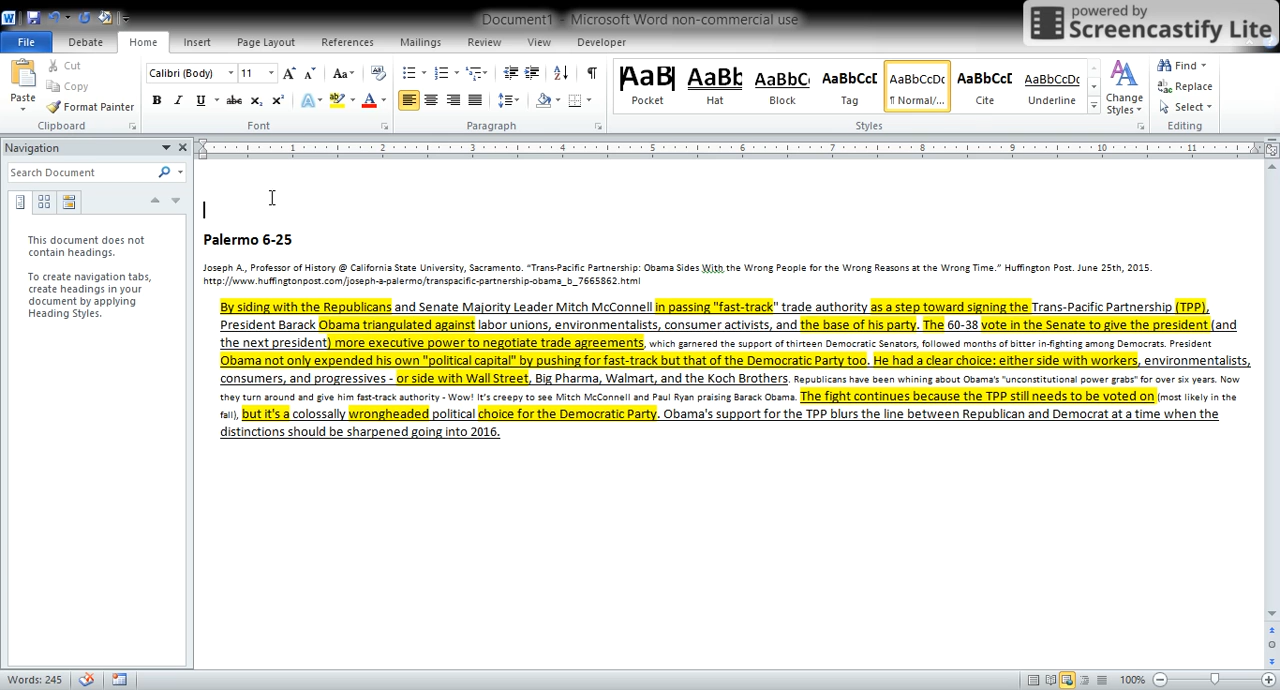 Document1 - Microsoft Word non-commercial use
powered by
Screencastify Lite
File Debate Home Insert Page Layout References Mailings Review View Developer
Paste
Cut
Copy
Format Painter
Clipboard
Calibri (Body) 11
Font
Paragraph
AaB AaBb AaBbC AaBbCcD AaBbCcDc AaBbCcD AaBbCcDc
Pocket Hat Block Tag ¶ Normal/... Cite Underline
Styles
Change Styles
Find
Replace
Select
Editing
Navigation
Search Document
This document does not
contain headings.
To create navigation tabs,
create headings in your
document by applying
Heading Styles.
1 2 3 4 5 6 7 8 9 10 11
Palermo 6-25
Joseph A., Professor of History @ California State University, Sacramento. “Trans-Pacific Partnership: Obama Sides With the Wrong People for the Wrong Reasons at the Wrong Time.” Huffington Post. June 25th, 2015.
http://www.huffingtonpost.com/joseph-a-palermo/transpacific-partnership-obama_b_7665862.html
By siding with the Republicans and Senate Majority Leader Mitch McConnell in passing "fast-track" trade authority as a step toward signing the Trans-Pacific Partnership (TPP),
President Barack Obama triangulated against labor unions, environmentalists, consumer activists, and the base of his party. The 60-38 vote in the Senate to give the president (and
the next president) more executive power to negotiate trade agreements, which garnered the support of thirteen Democratic Senators, followed months of bitter in-fighting among Democrats. President
Obama not only expended his own "political capital" by pushing for fast-track but that of the Democratic Party too. He had a clear choice: either side with workers, environmentalists,
consumers, and progressives - or side with Wall Street, Big Pharma, Walmart, and the Koch Brothers. Republicans have been whining about Obama's "unconstitutional power grabs" for over six years. Now
they turn around and give him fast-track authority - Wow! It's creepy to see Mitch McConnell and Paul Ryan praising Barack Obama. The fight continues because the TPP still needs to be voted on (most likely in the
fall), but it's a colossally wrongheaded political choice for the Democratic Party. Obama's support for the TPP blurs the line between Republican and Democrat at a time when the
distinctions should be sharpened going into 2016.
Words: 245
100%